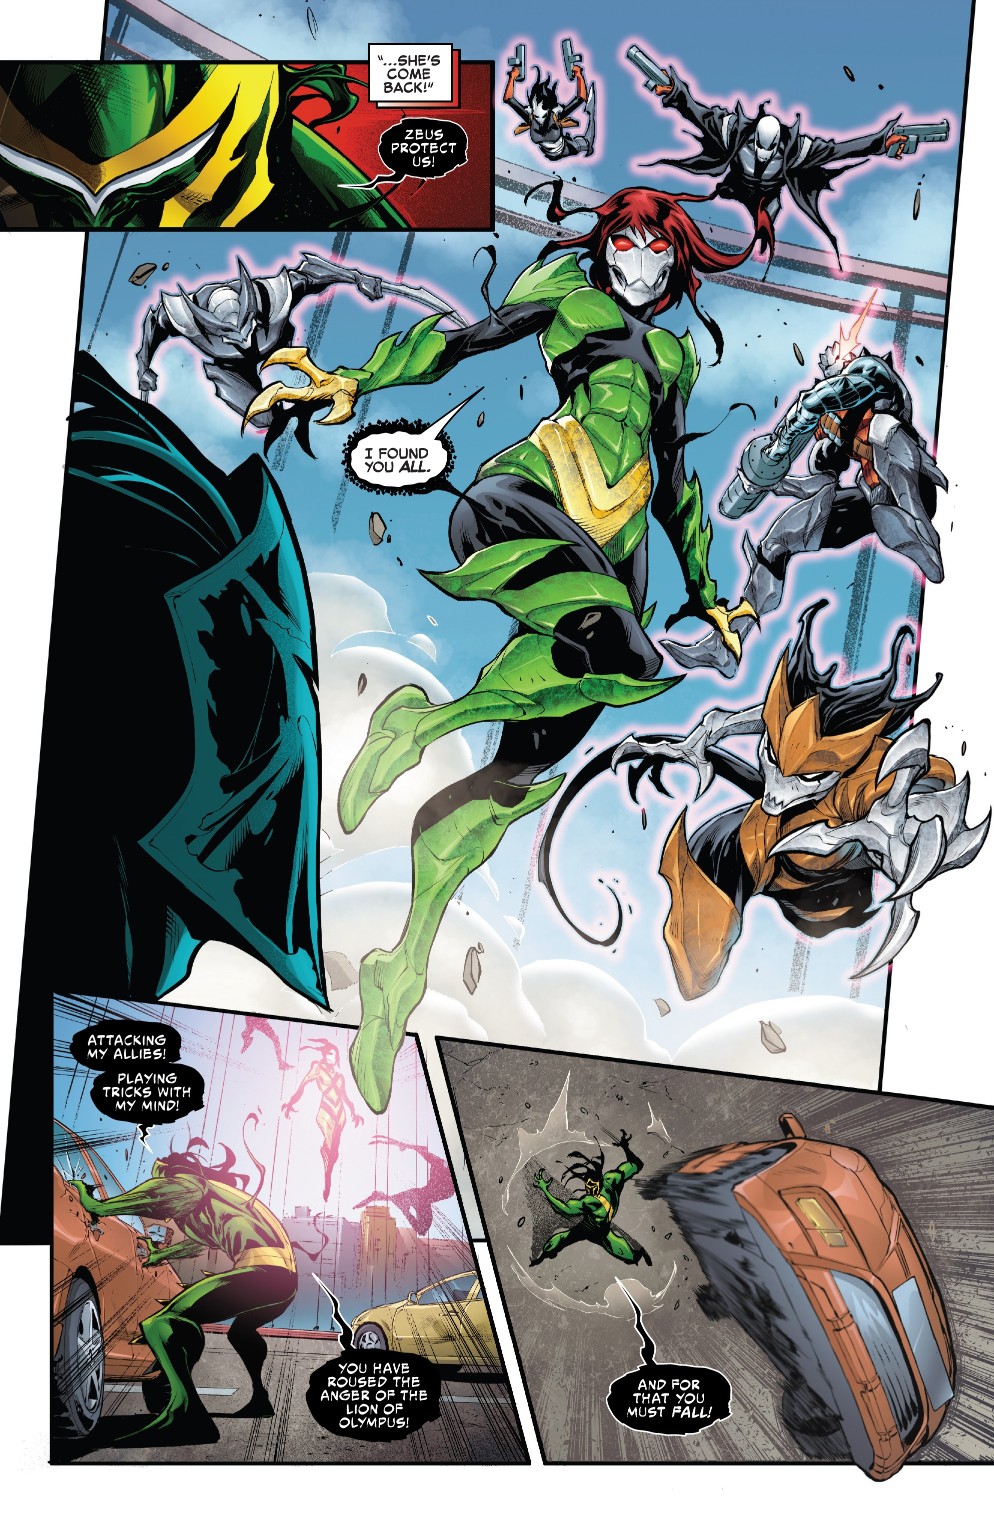 "...SHE'S
COME
BACK!"
ZEUS
PROTECT
US!
I FOUND
YOU ALL.
ATTACKING
MY ALLIES!
PLAYING
TRICKS WITH
MY MIND!
YOU HAVE
ROUSED THE
ANGER OF THE
LION OF
OLYMPUS!
AND FOR
THAT YOU
MUST FALL!